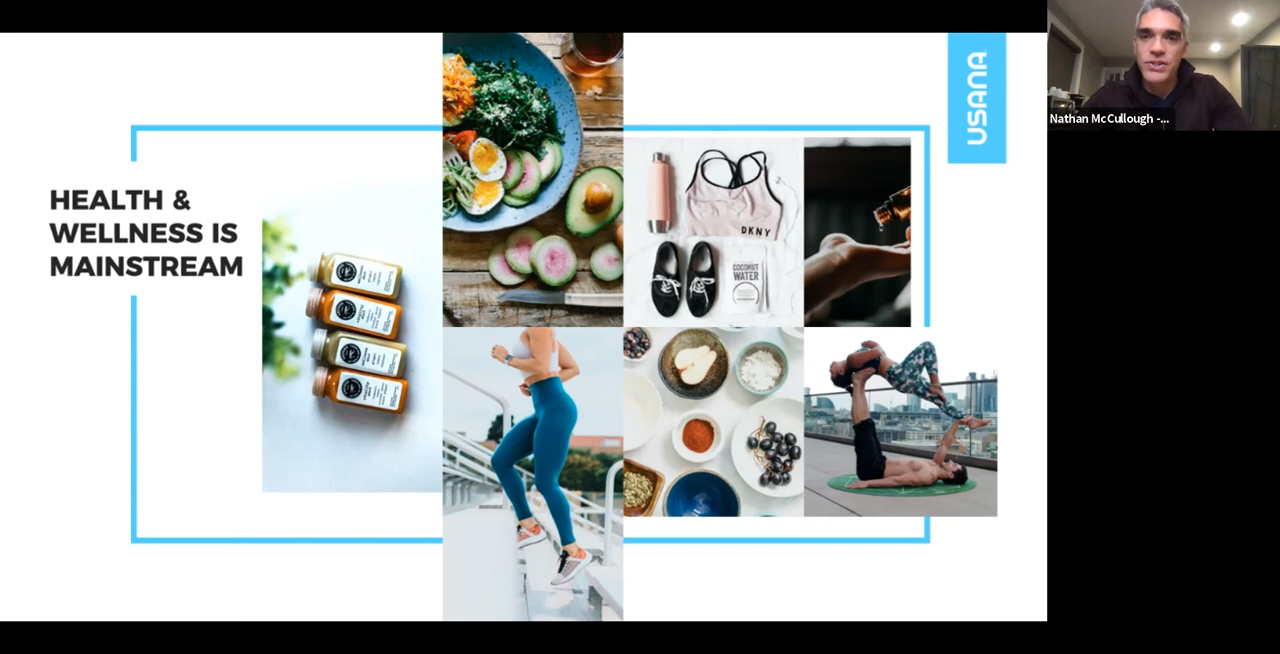 HEALTH &
WELLNESS IS
MAINSTREAM
USANA
DKNY
COCONUT
WATER
Nathan McCullough -...